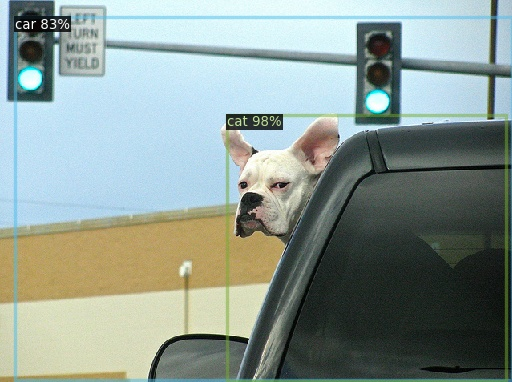 car 83%
LEFT
TURN
MUST
YIELD
cat 98%